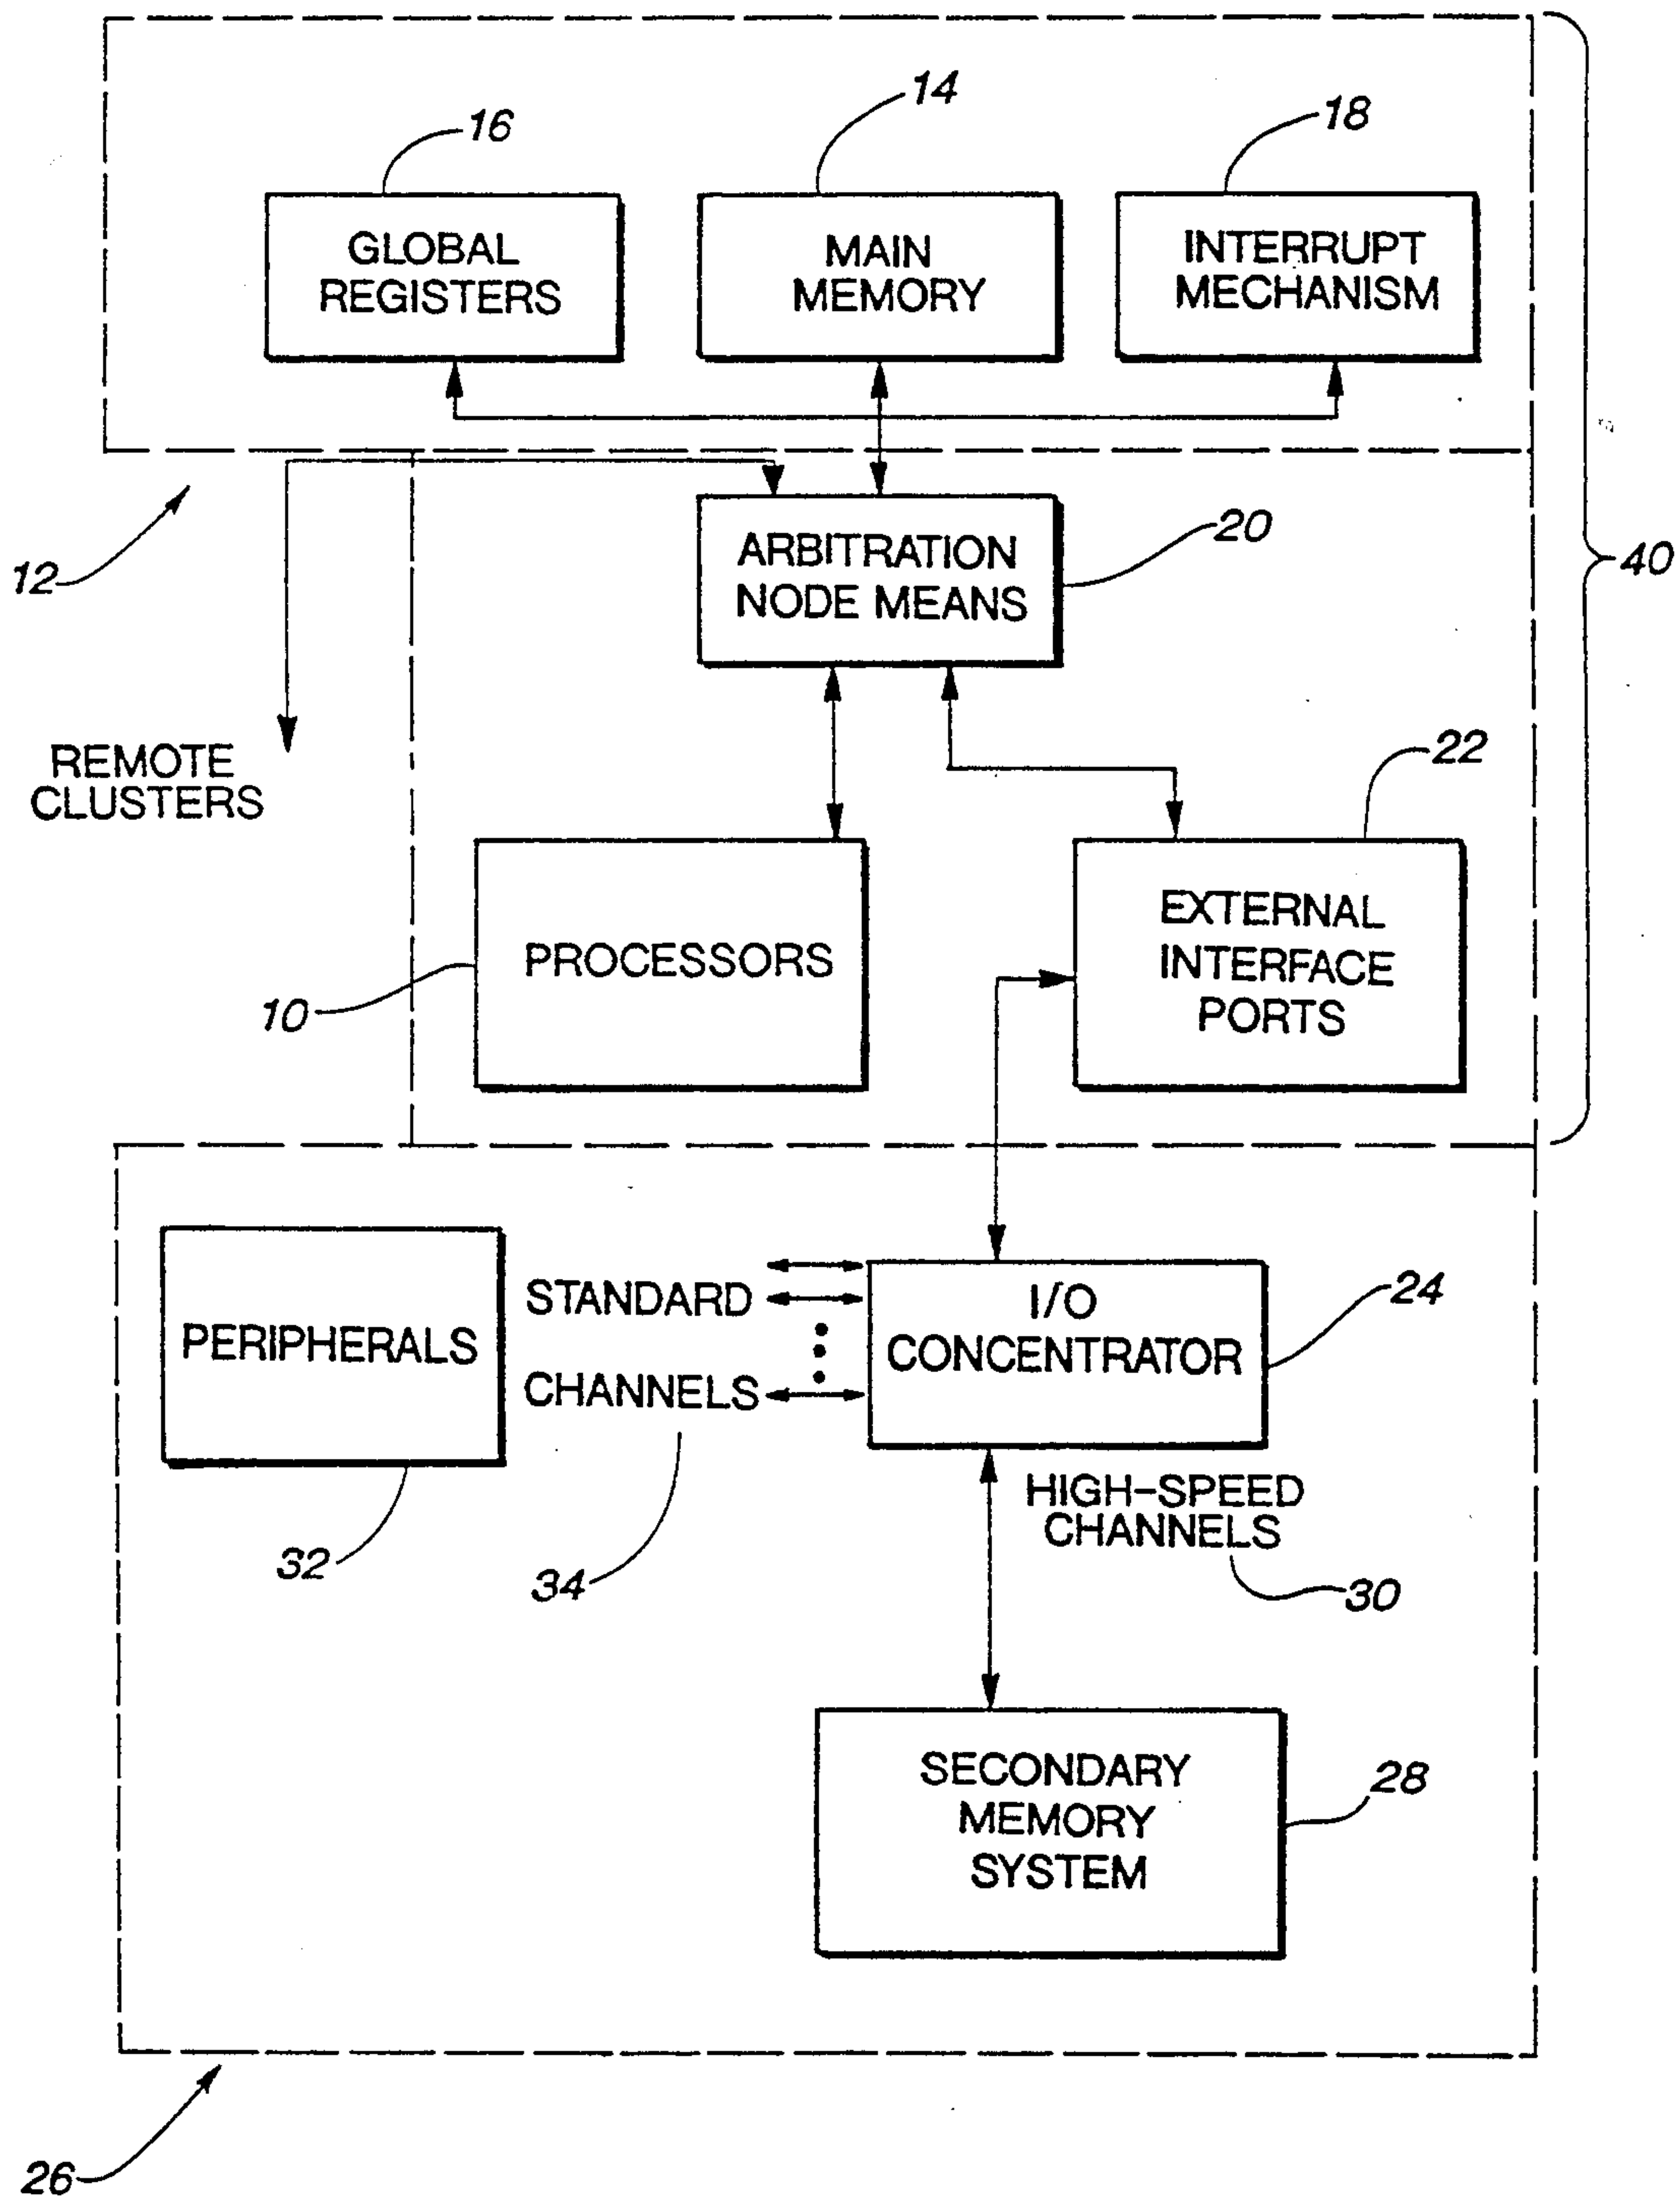 14
16
18
GLOBAL
REGISTERS
MAIN
MEMORY
INTERRUPT
MECHANISM
12
ARBITRATION
NODE MEANS
20
40
REMOTE
CLUSTERS
22
PROCESSORS
10
EXTERNAL
INTERFACE
PORTS
PERIPHERALS
32
STANDARD
CHANNELS
34
I/O
CONCENTRATOR
24
HIGH-SPEED
CHANNELS
30
SECONDARY
MEMORY
SYSTEM
28
26